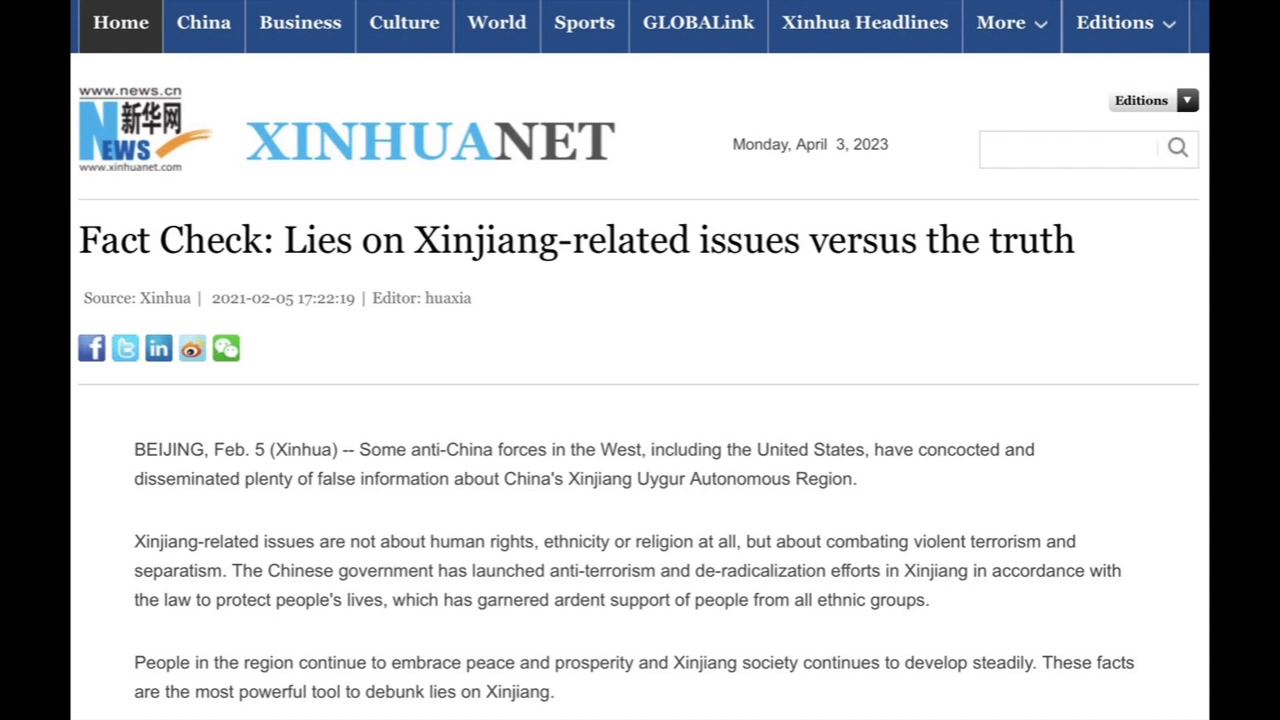 Home China Business Culture World Sports GLOBALink Xinhua Headlines More Editions
www.news.cn
Editions
新华网
NEWS
www.xinhuanet.com
XINHUANET
Monday, April 3, 2023
Fact Check: Lies on Xinjiang-related issues versus the truth
Source: Xinhua | 2021-02-05 17:22:19 | Editor: huaxia
BEIJING, Feb. 5 (Xinhua) -- Some anti-China forces in the West, including the United States, have concocted and
disseminated plenty of false information about China's Xinjiang Uygur Autonomous Region.
Xinjiang-related issues are not about human rights, ethnicity or religion at all, but about combating violent terrorism and
separatism. The Chinese government has launched anti-terrorism and de-radicalization efforts in Xinjiang in accordance with
the law to protect people's lives, which has garnered ardent support of people from all ethnic groups.
People in the region continue to embrace peace and prosperity and Xinjiang society continues to develop steadily. These facts
are the most powerful tool to debunk lies on Xinjiang.